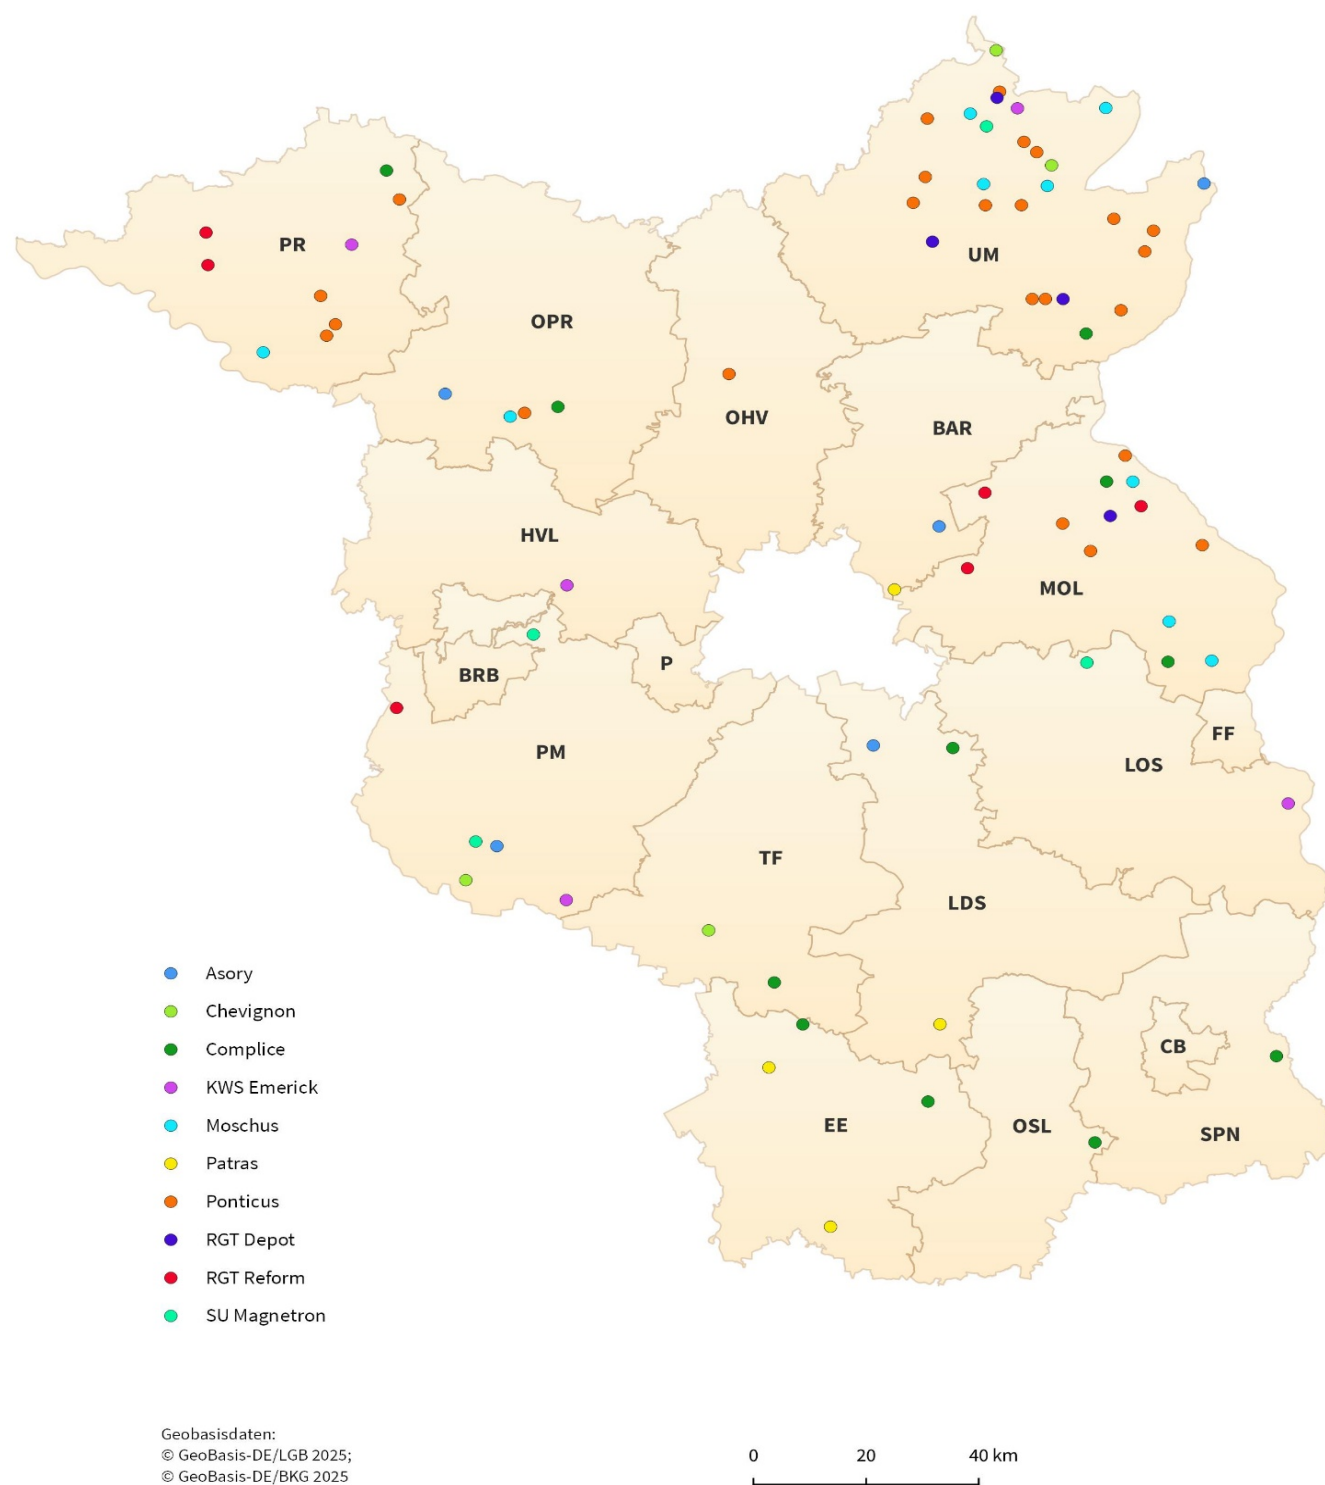 PR
UM
OPR
OHV
BAR
HVL
MOL
P
BRB
FF
PM
LOS
TF
LDS
CB
EE
OSL
SPN
Asory
Chevignon
Complice
KWS Emerick
Moschus
Patras
Ponticus
RGT Depot
RGT Reform
SU Magnetron
Geobasisdaten:
© GeoBasis-DE/LGB 2025;
© GeoBasis-DE/BKG 2025
0 20 40 km